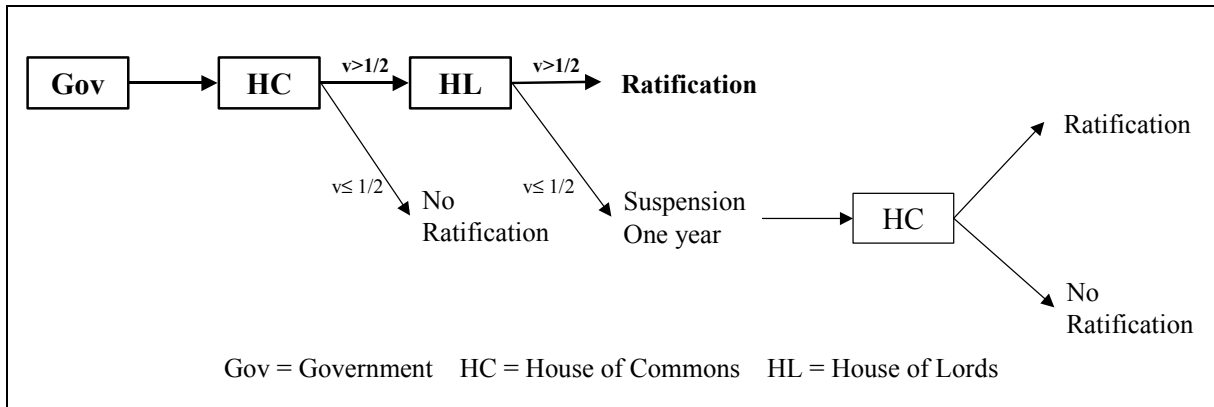 Gov
HC
v>1/2
HL
v>1/2
Ratification
v≤ 1/2
No
Ratification
v≤ 1/2
Suspension
One year
HC
Ratification
No
Ratification
Gov = Government HC = House of Commons HL = House of Lords